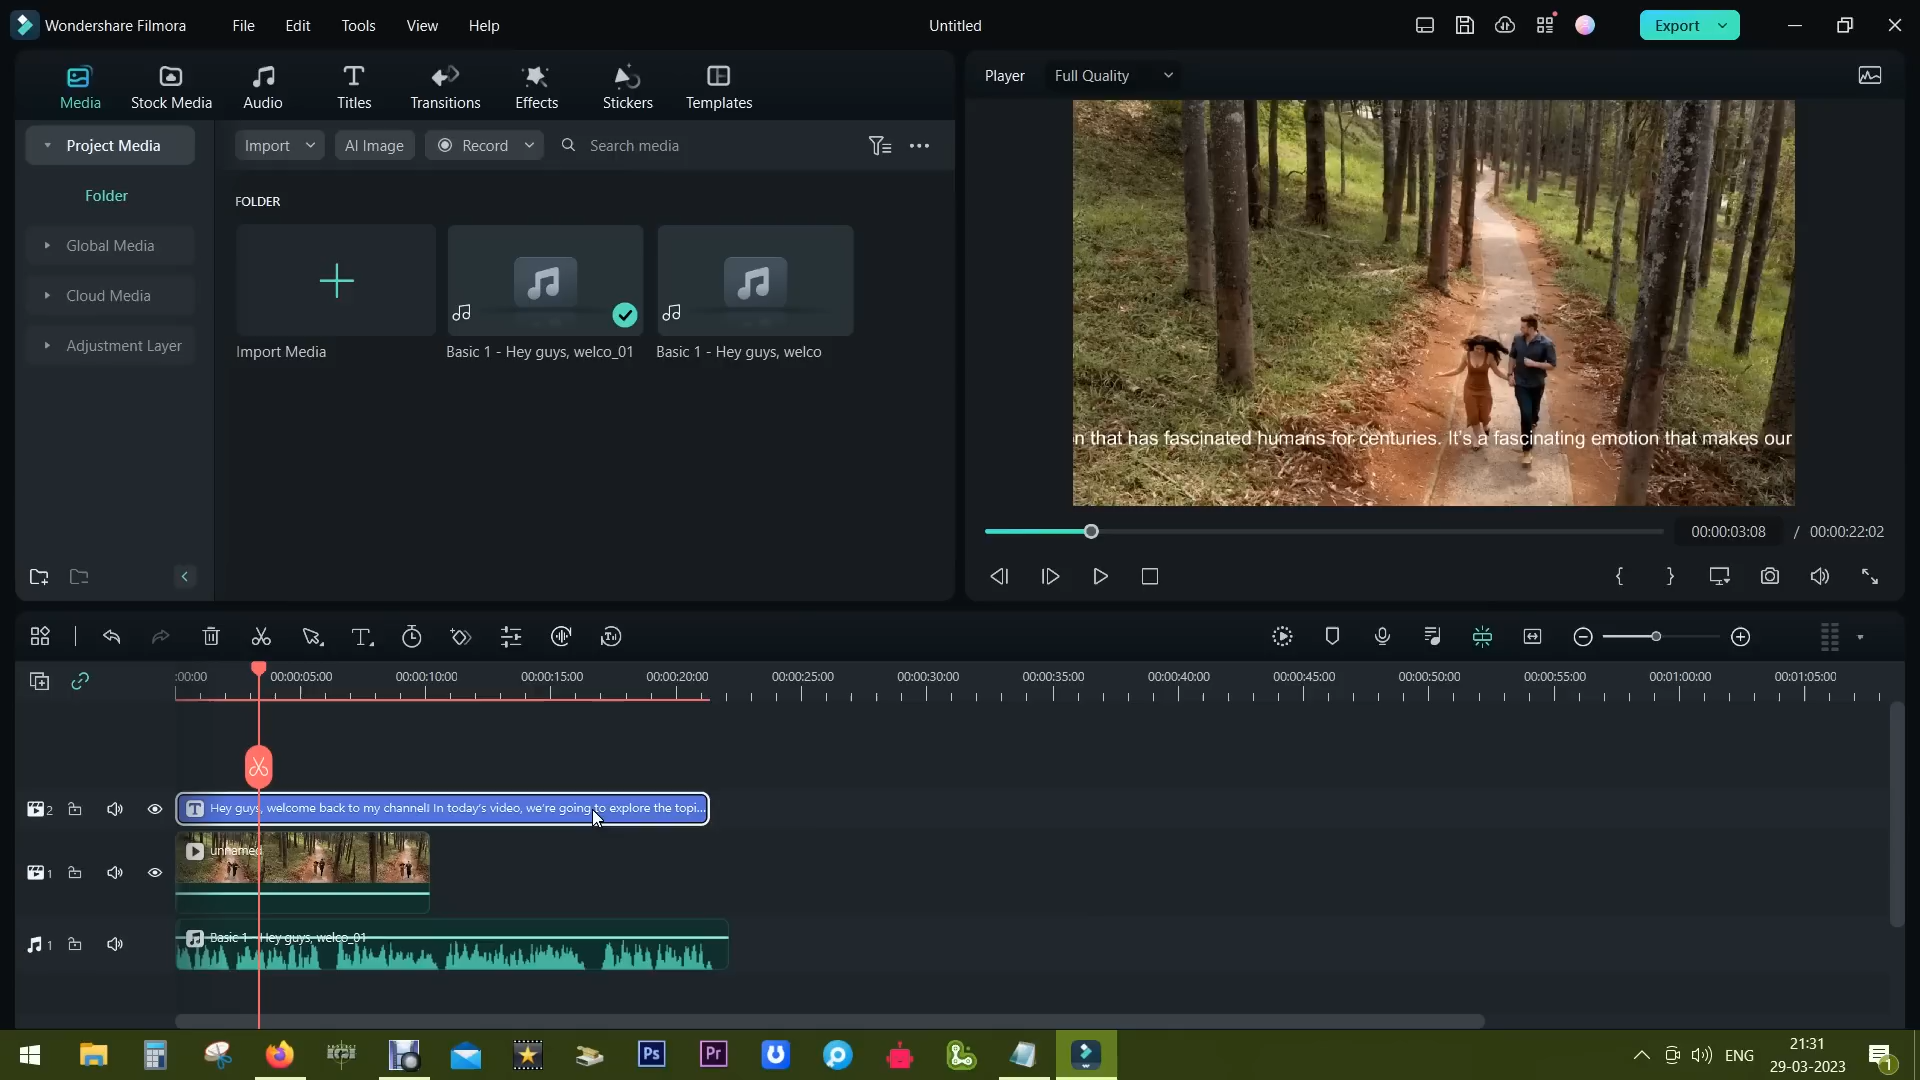 Wondershare Filmora
File
Edit
Tools
View
Help
Untitled
Export
Media
Stock Media
Audio
Titles
Transitions
Effects
Stickers
Templates
Player
Full Quality
Project Media
Import
AI Image
Record
Search media
Folder
FOLDER
Global Media
Cloud Media
Adjustment Layer
Import Media
Basic 1 - Hey guys, welco_01
Basic 1 - Hey guys, welco
n that has fascinated humans for centuries. It's a fascinating emotion that makes our
00:00:03:08 / 00:00:22:02
:00:00
00:00:05:00
00:00:10:00
00:00:15:00
00:00:20:00
00:00:25:00
00:00:30:00
00:00:35:00
00:00:40:00
00:00:45:00
00:00:50:00
00:00:55:00
00:01:00:00
00:01:05:00
2
Hey guys, welcome back to my channel! In today's video, we're going to explore the topi...
1
unnamed
1
Basic 1 - Hey guys, welco_01
Ps
Pr
ENG
21:31
29-03-2023
1